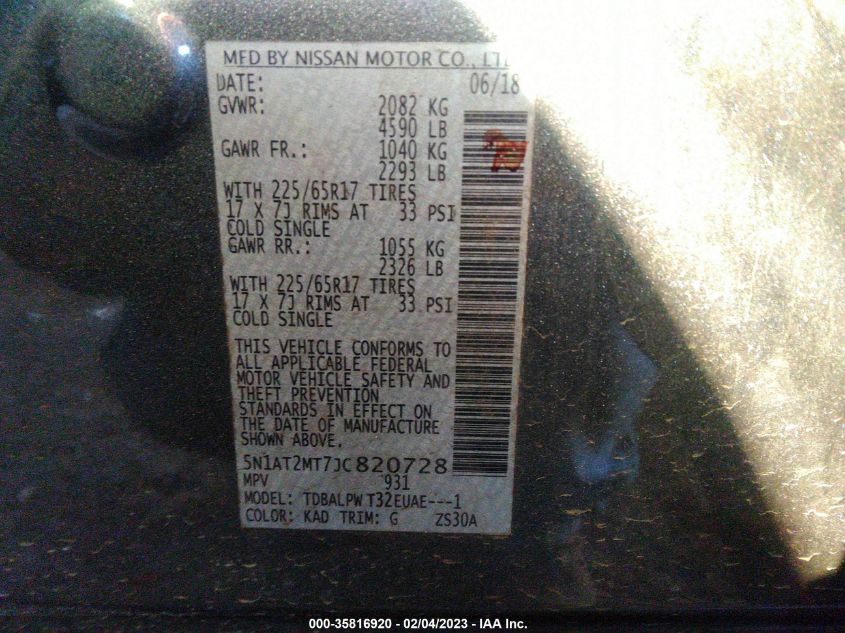 MFD BY NISSAN MOTOR CO.,
DATE: 06/18
GVWR: 2082 KG
4590 LB
GAWR FR.: 1040 KG
2293 LB
WITH 225/65R17 TIRES
17 X 7J RIMS AT 33 PSI
COLD SINGLE
GAWR RR.: 1055 KG
2326 LB
WITH 225/65R17 TIRES
17 X 7J RIMS AT 33 PSI
COLD SINGLE
THIS VEHICLE CONFORMS TO
ALL APPLICABLE FEDERAL
MOTOR VEHICLE SAFETY AND
THEFT PREVENTION
STANDARDS IN EFFECT ON
THE DATE OF MANUFACTURE
SHOWN ABOVE.
5N1AT2MT7JC820728
MPV 931
MODEL: TDBALPW T32EUAE---1
COLOR: KAD TRIM: G ZS30A
000-35816920 - 02/04/2023 - IAA Inc.